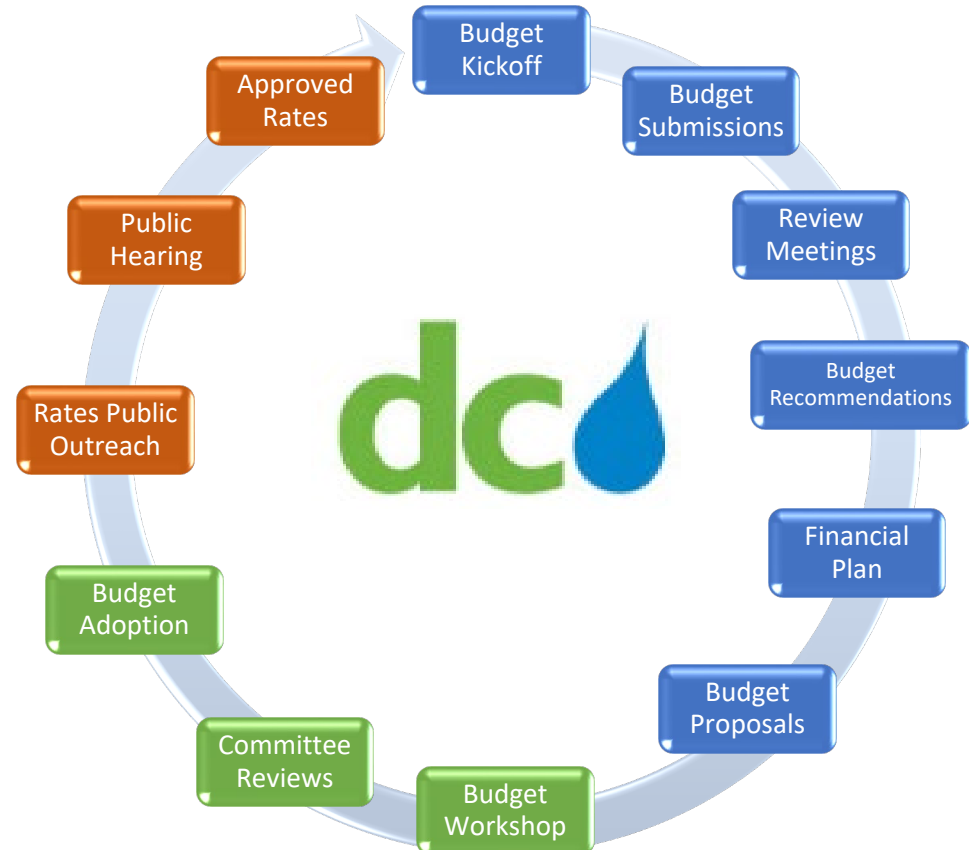 Budget
Kickoff
Budget
Submissions
Review
Meetings
Budget
Recommendations
Financial
Plan
Budget
Proposals
Budget
Workshop
Committee
Reviews
Budget
Adoption
Rates Public
Outreach
Public
Hearing
Approved
Rates
dc